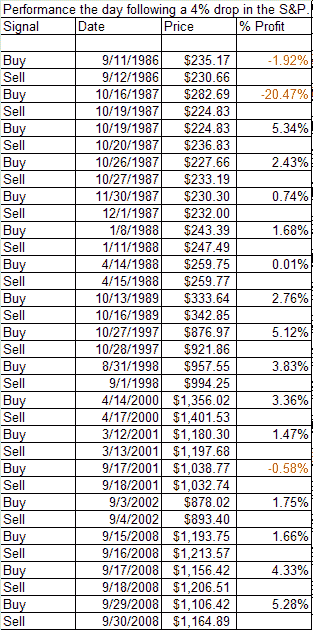 Performance the day following a 4% drop in the S&P.
Signal Date Price % Profit
Buy 9/11/1986 $235.17 -1.92%
Sell 9/12/1986 $230.66
Buy 10/16/1987 $282.69 -20.47%
Sell 10/19/1987 $224.83
Buy 10/19/1987 $224.83 5.34%
Sell 10/20/1987 $236.83
Buy 10/26/1987 $227.66 2.43%
Sell 10/27/1987 $233.19
Buy 11/30/1987 $230.30 0.74%
Sell 12/1/1987 $232.00
Buy 1/8/1988 $243.39 1.68%
Sell 1/11/1988 $247.49
Buy 4/14/1988 $259.75 0.01%
Sell 4/15/1988 $259.77
Buy 10/13/1989 $333.64 2.76%
Sell 10/16/1989 $342.85
Buy 10/27/1997 $876.97 5.12%
Sell 10/28/1997 $921.86
Buy 8/31/1998 $957.55 3.83%
Sell 9/1/1998 $994.25
Buy 4/14/2000 $1,356.02 3.36%
Sell 4/17/2000 $1,401.53
Buy 3/12/2001 $1,180.30 1.47%
Sell 3/13/2001 $1,197.68
Buy 9/17/2001 $1,038.77 -0.58%
Sell 9/18/2001 $1,032.74
Buy 9/3/2002 $878.02 1.75%
Sell 9/4/2002 $893.40
Buy 9/15/2008 $1,193.75 1.66%
Sell 9/16/2008 $1,213.57
Buy 9/17/2008 $1,156.42 4.33%
Sell 9/18/2008 $1,206.51
Buy 9/29/2008 $1,106.42 5.28%
Sell 9/30/2008 $1,164.89